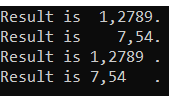 Result is  1,2789.
Result is    7,54.
Result is 1,2789 .
Result is 7,54   .